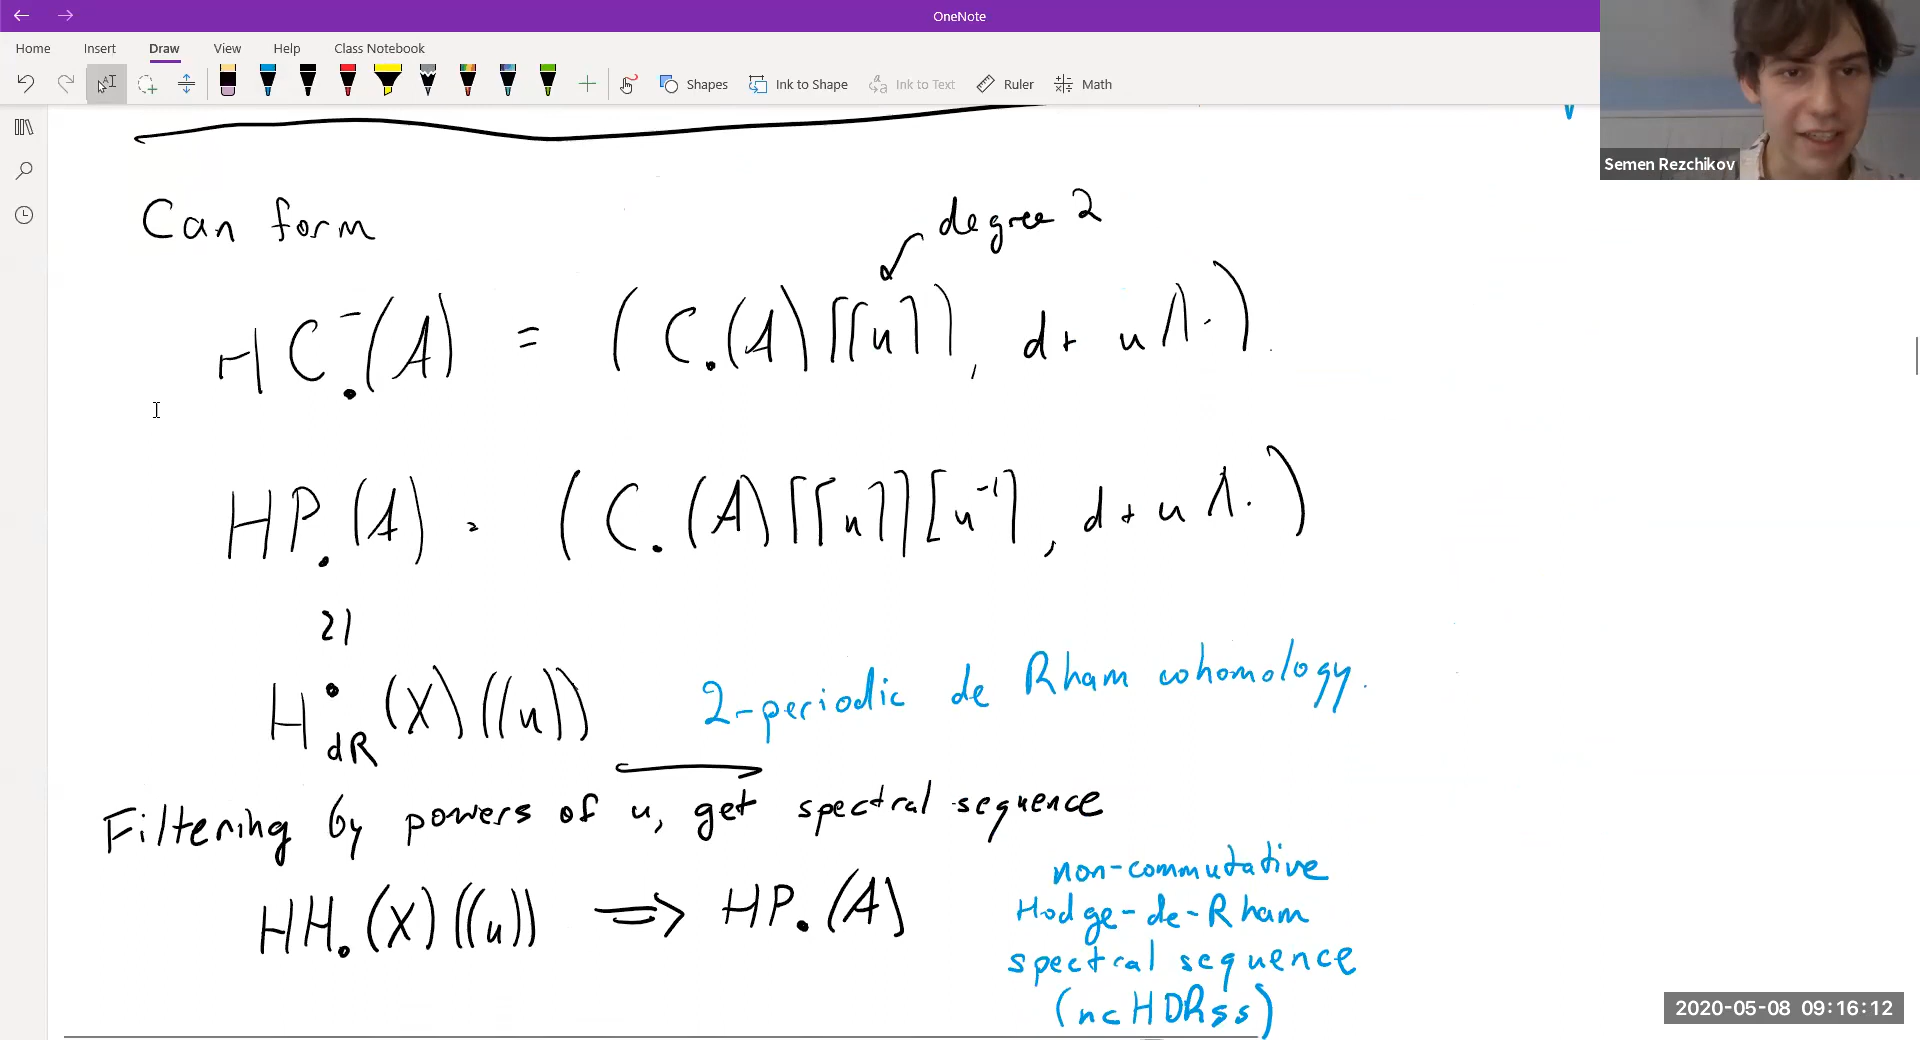 OneNote
Home Insert Draw View Help Class Notebook
Shapes Ink to Shape Ink to Text Ruler Math
Semen Rezchikov
Can form
degree 2
HC⁻•(A) = (C•(A)[[u]], d + u Λ·)
HP•(A) = (C•(A)[[u]][u⁻¹], d + u Λ·)
≀|
H•dR(X)((u)) 2-periodic de Rham cohomology.
Filtering by powers of u, get spectral sequence
HH•(X)((u)) ⟹ HP•(A)
non-commutative
Hodge-de-Rham
spectral sequence
(ncHDRss)
2020-05-08 09:16:12